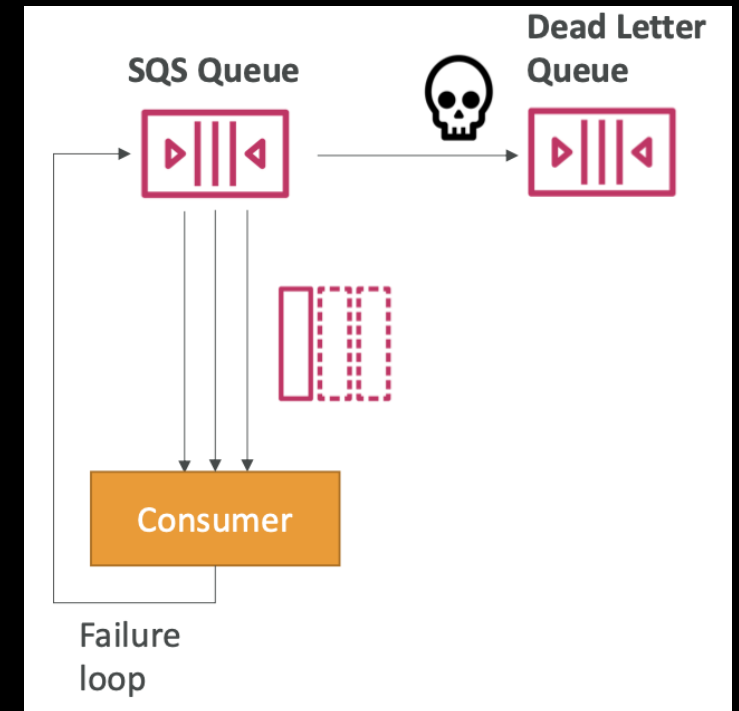 SQS Queue
Dead Letter
Queue
Consumer
Failure
loop